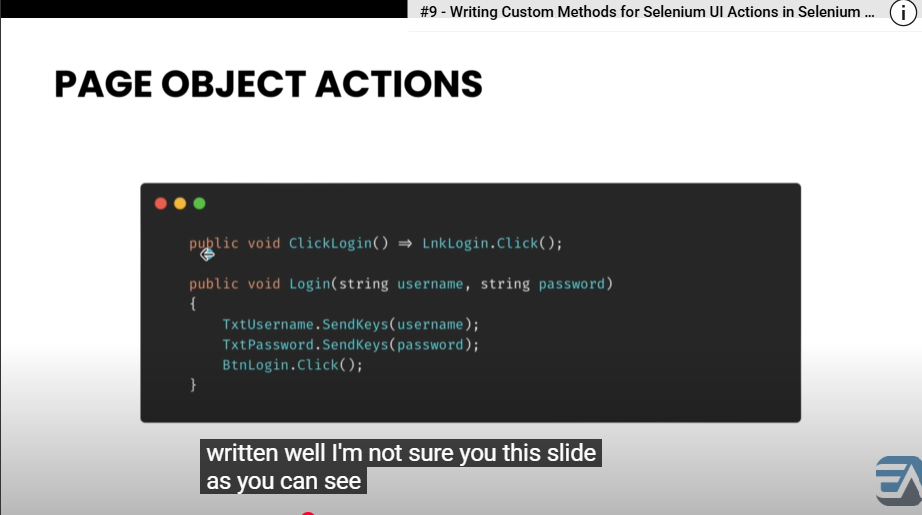 #9 - Writing Custom Methods for Selenium UI Actions in Selenium ...
i
PAGE OBJECT ACTIONS
public void ClickLogin() => LnkLogin.Click();
public void Login(string username, string password)
{
TxtUsername.SendKeys(username);
TxtPassword.SendKeys(password);
BtnLogin.Click();
}
written well I'm not sure you this slide
as you can see
EA